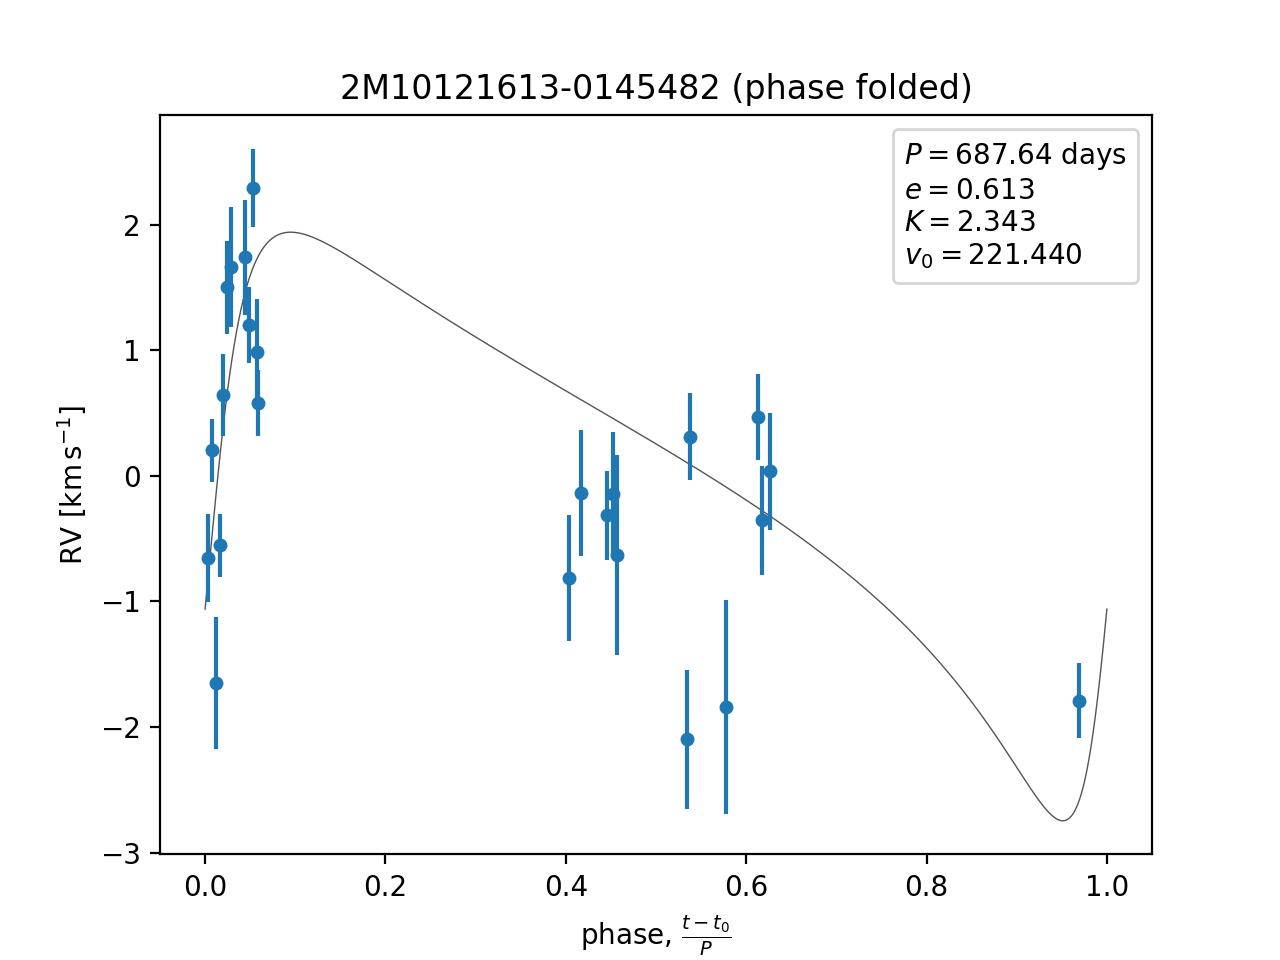 2M10121613-0145482 (phase folded)
P = 687.64 days
e = 0.613
K = 2.343
v₀ = 221.440
RV [km s⁻¹]
2
1
0
−1
−2
−3
0.0 0.2 0.4 0.6 0.8 1.0
phase, (t − t₀)/P